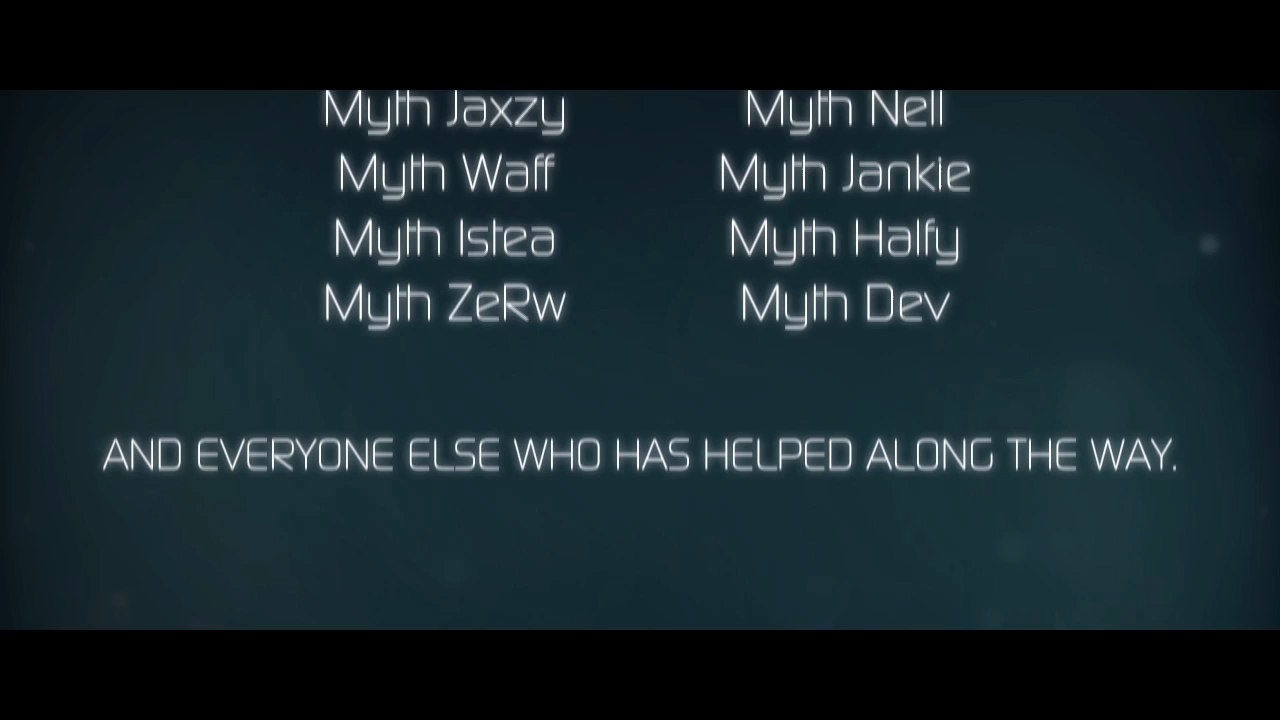 Myth Jaxzy Myth Nell
Myth Waff Myth Jankie
Myth Istea Myth Halfy
Myth ZeRw Myth Dev
AND EVERYONE ELSE WHO HAS HELPED ALONG THE WAY.